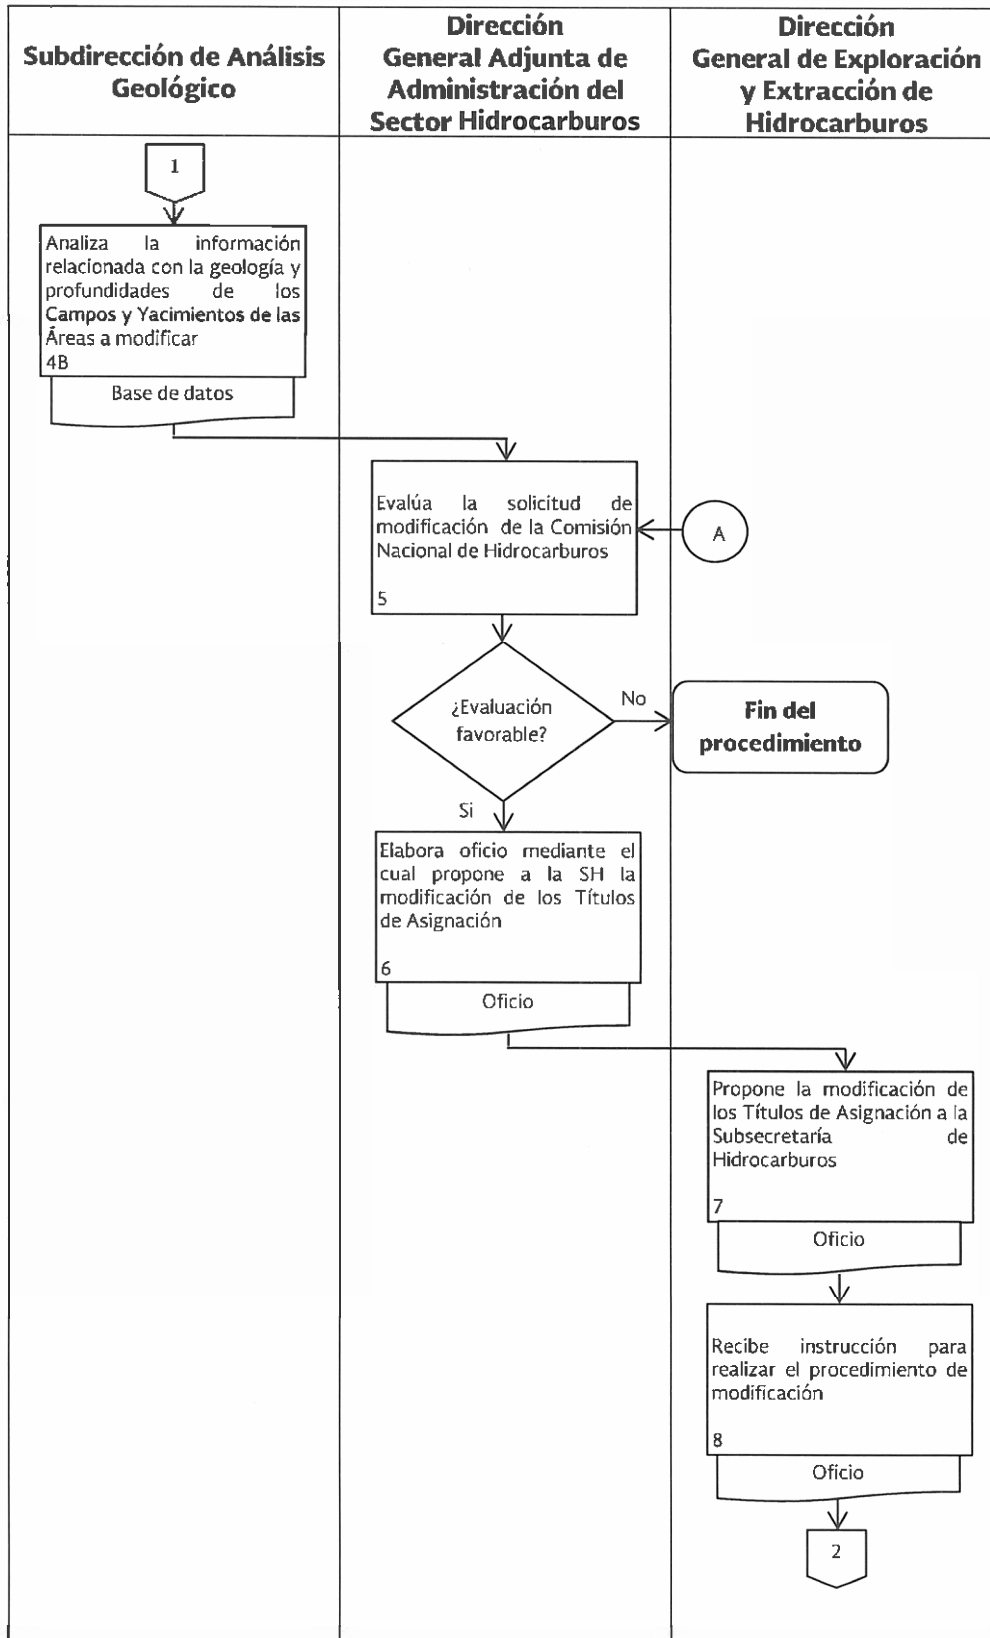 Subdirección de Análisis
Geológico
Dirección
General Adjunta de
Administración del
Sector Hidrocarburos
Dirección
General de Exploración
y Extracción de
Hidrocarburos
1
Analiza la información
relacionada con la geología y
profundidades de los
Campos y Yacimientos de las
Áreas a modificar
4B
Base de datos
Evalúa la solicitud de
modificación de la Comisión
Nacional de Hidrocarburos
5
A
¿Evaluación
favorable?
No
Fin del
procedimiento
Si
Elabora oficio mediante el
cual propone a la SH la
modificación de los Títulos
de Asignación
6
Oficio
Propone la modificación de
los Títulos de Asignación a la
Subsecretaría de
Hidrocarburos
7
Oficio
Recibe instrucción para
realizar el procedimiento de
modificación
8
Oficio
2